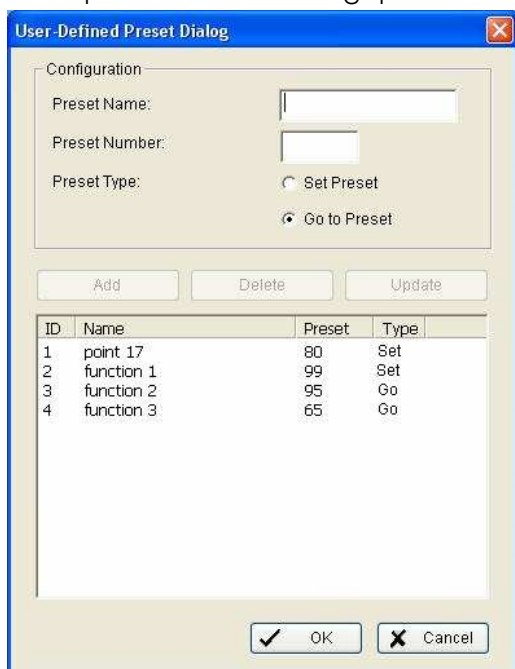 User-Defined Preset Dialog
Configuration
Preset Name:
Preset Number:
Preset Type:
Set Preset
Go to Preset
Add Delete Update
ID Name Preset Type
1 point 17 80 Set
2 function 1 99 Set
3 function 2 95 Go
4 function 3 65 Go
OK Cancel